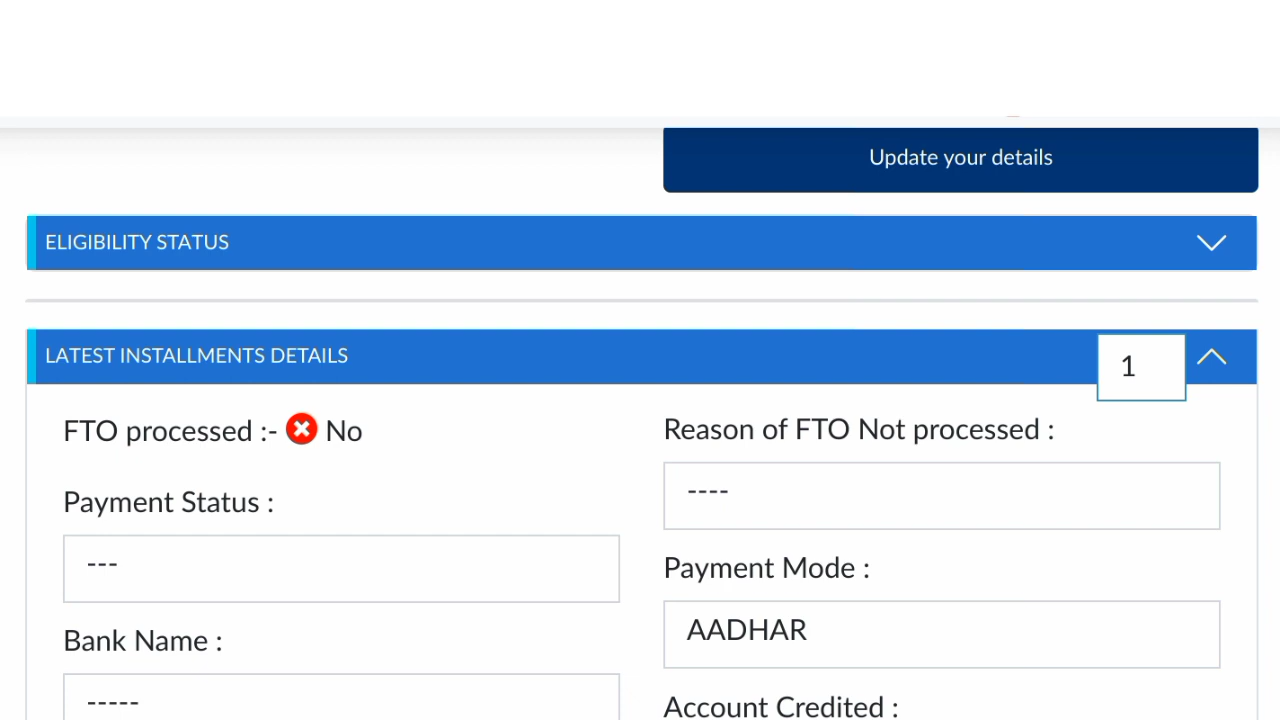 Update your details
ELIGIBILITY STATUS
LATEST INSTALLMENTS DETAILS
1
FTO processed :- No
Reason of FTO Not processed :
----
Payment Status :
---
Payment Mode :
AADHAR
Bank Name :
-----
Account Credited :